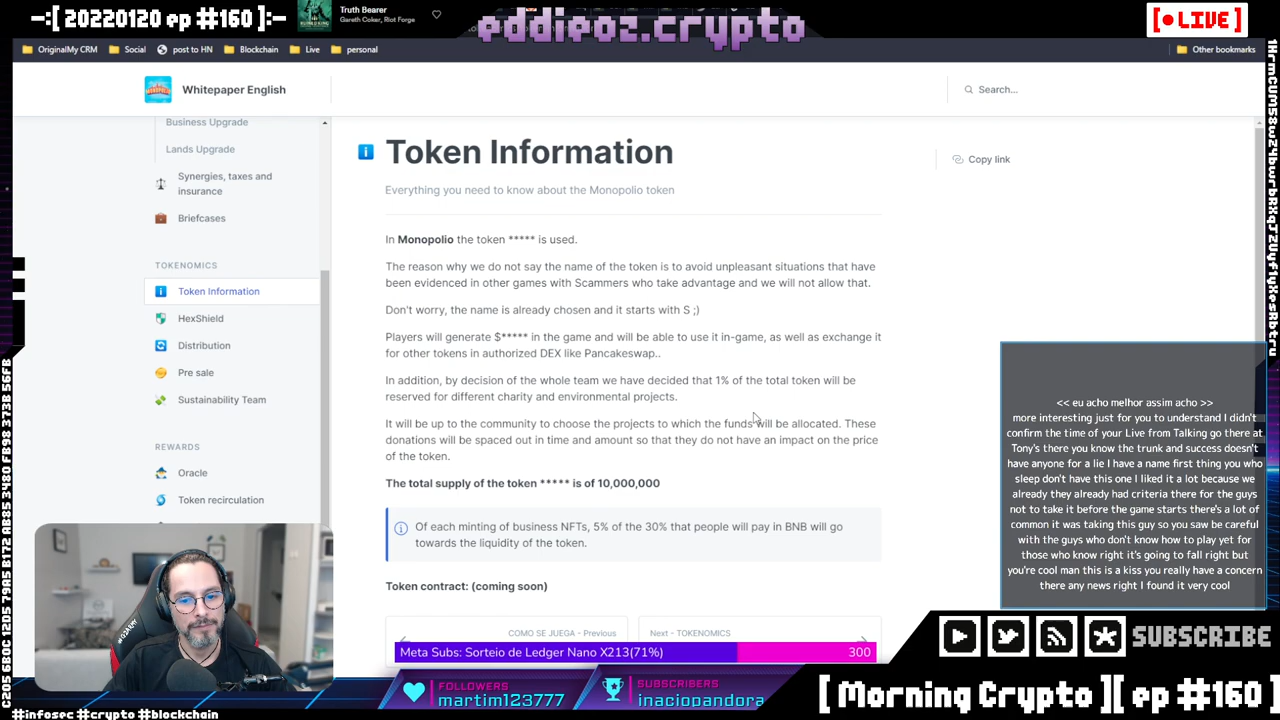 -:[ 20220120 ep #160 ]:-
Truth Bearer
Gareth Coker, Riot Forge
eddieoz.crypto
[ • LIVE ]
OriginalMy CRM
Social
post to HN
Blockchain
Live
personal
Other bookmarks
Whitepaper English
Search...
Business Upgrade
Lands Upgrade
Synergies, taxes and
insurance
Briefcases
TOKENOMICS
Token Information
HexShield
Distribution
Pre sale
Sustainability Team
REWARDS
Oracle
Token recirculation
Token Information
Copy link
Everything you need to know about the Monopolio token
In Monopolio the token ***** is used.
The reason why we do not say the name of the token is to avoid unpleasant situations that have
been evidenced in other games with Scammers who take advantage and we will not allow that.
Don't worry, the name is already chosen and it starts with S ;)
Players will generate $***** in the game and will be able to use it in-game, as well as exchange it
for other tokens in authorized DEX like Pancakeswap..
In addition, by decision of the whole team we have decided that 1% of the total token will be
reserved for different charity and environmental projects.
It will be up to the community to choose the projects to which the funds will be allocated. These
donations will be spaced out in time and amount so that they do not have an impact on the price
of the token.
The total supply of the token ***** is of 10,000,000
Of each minting of business NFTs, 5% of the 30% that people will pay in BNB will go
towards the liquidity of the token.
Token contract: (coming soon)
COMO SE JUEGA - Previous
Next - TOKENOMICS
<< eu acho melhor assim acho >>
more interesting just for you to understand I didn't
confirm the time of your Live from Talking go there at
Tony's there you know the trunk and success doesn't
have anyone for a lie I have a name first thing you who
sleep don't have this one I liked it a lot because we
already they already had criteria there for the guys
not to take it before the game starts there's a lot of
common it was taking this guy so you saw be careful
with the guys who don't know how to play yet for
those who know right it's going to fall right but
you're cool man this is a kiss you really have a concern
there any news right I found it very cool
SUBSCRIBE
Meta Subs: Sorteio de Ledger Nano X213(71%)
300
FOLLOWERS
martim123777
SUBSCRIBERS
inaciopandora
[ Morning Crypto ][ ep #160 ]
#infosec #crypto #blockchain